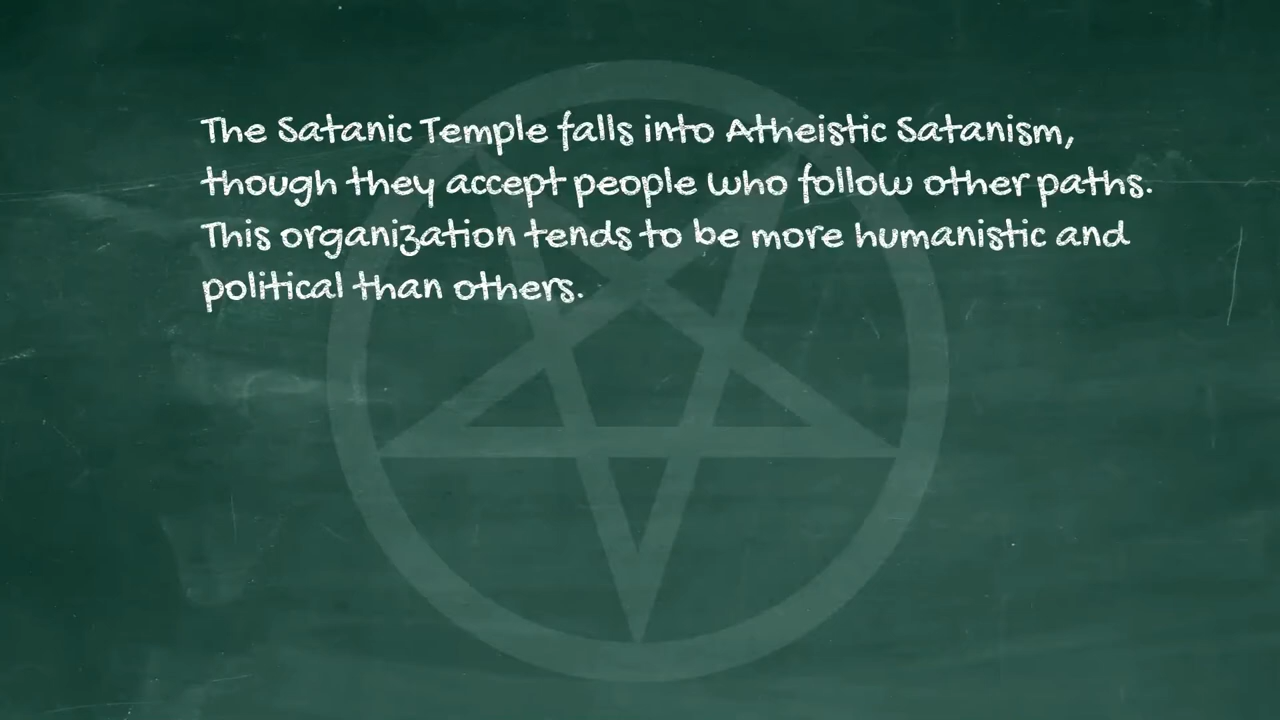 The Satanic Temple falls into Atheistic Satanism,
though they accept people who follow other paths.
This organization tends to be more humanistic and
political than others.